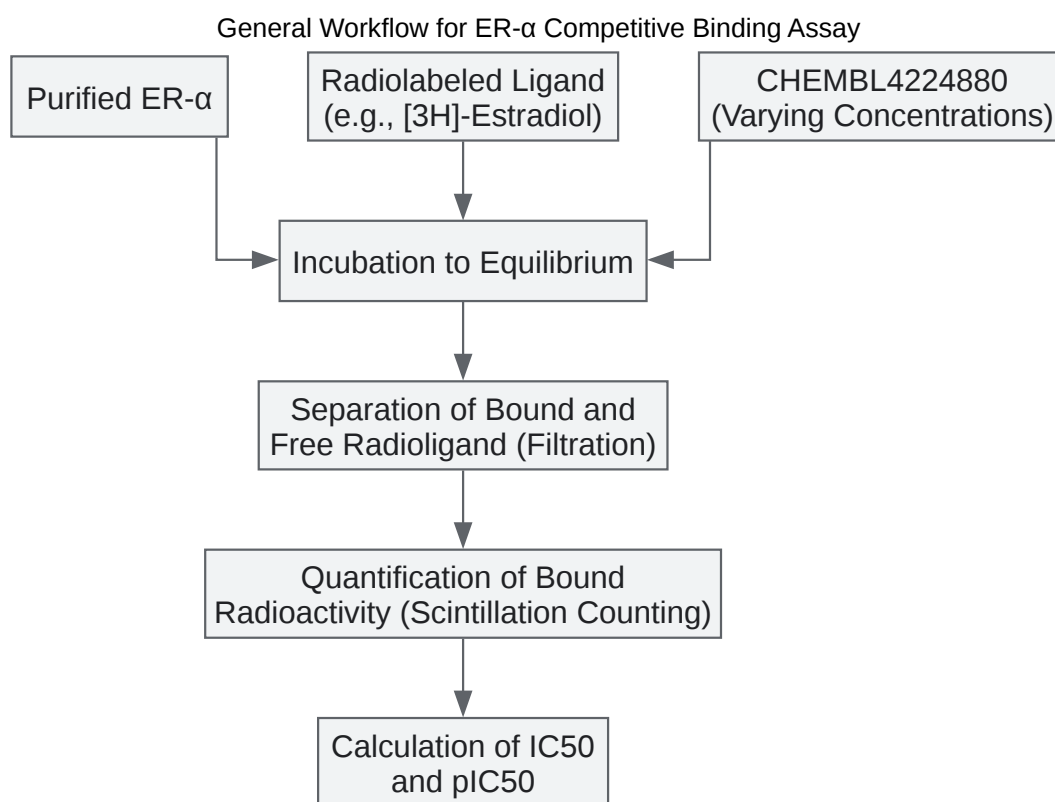 General Workflow for ER-α Competitive Binding Assay
Purified ER-α
Radiolabeled Ligand
(e.g., [3H]-Estradiol)
CHEMBL4224880
(Varying Concentrations)
Incubation to Equilibrium
Separation of Bound and
Free Radioligand (Filtration)
Quantification of Bound
Radioactivity (Scintillation Counting)
Calculation of IC50
and pIC50